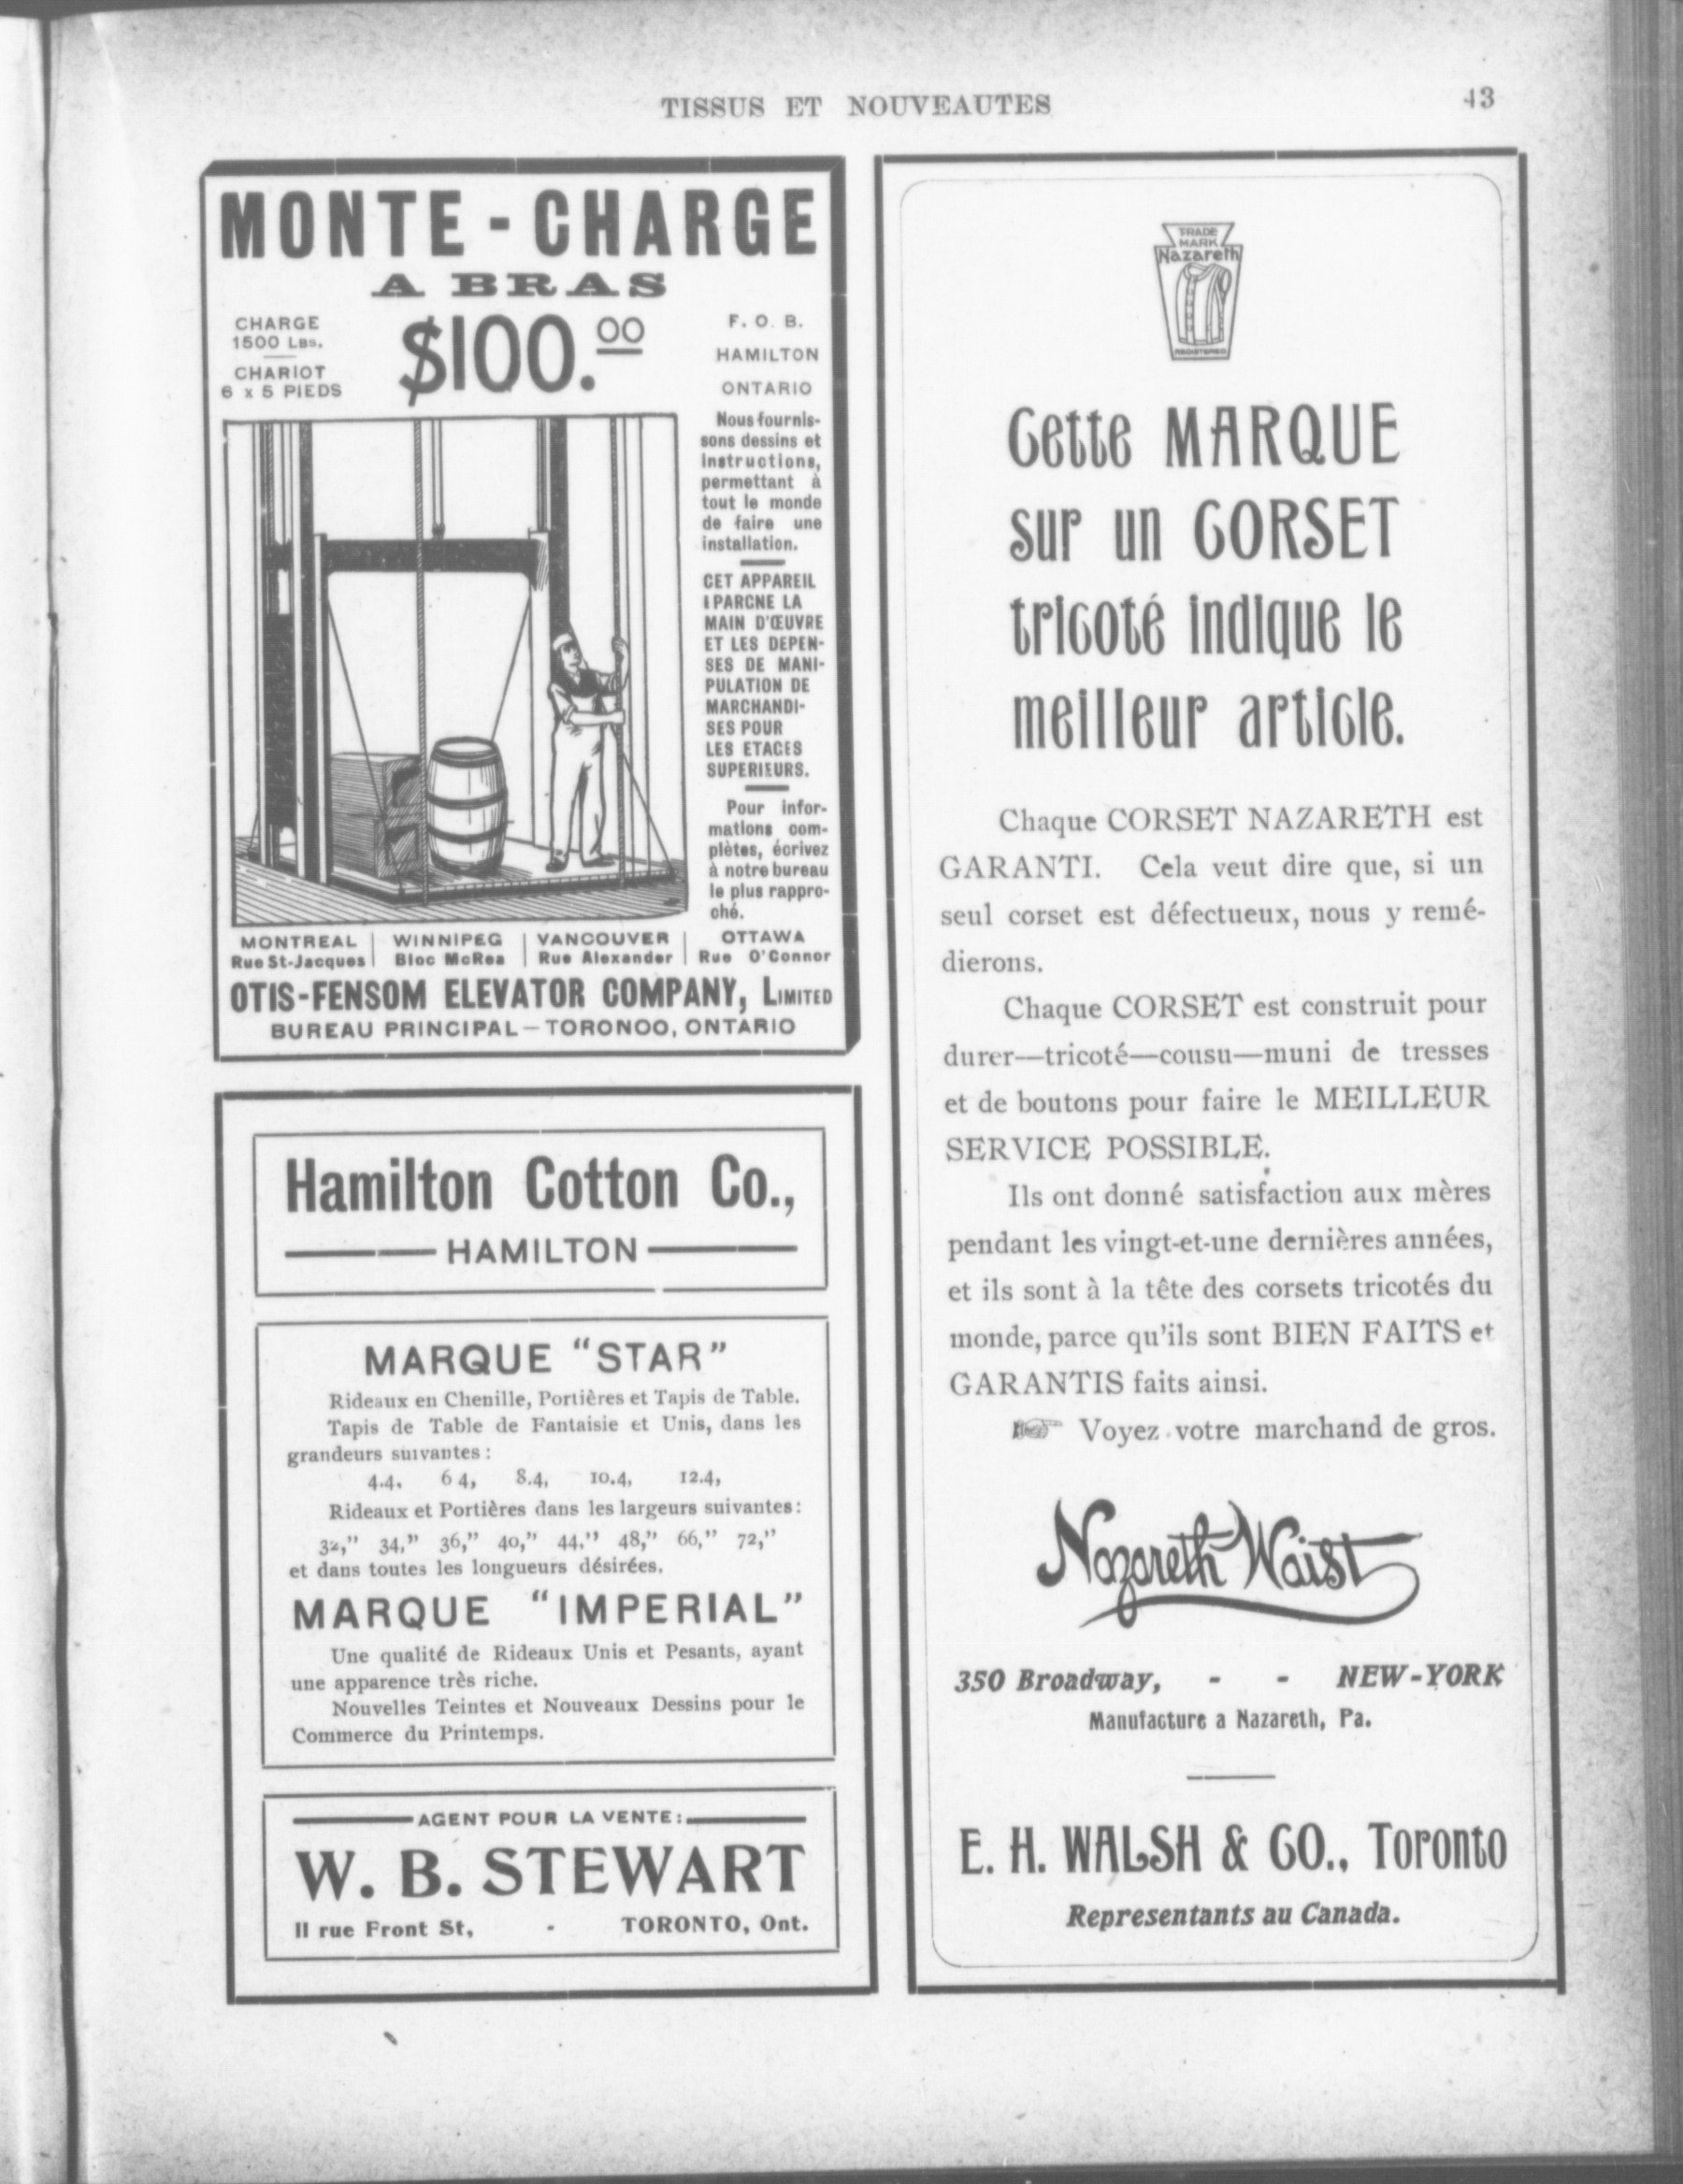 TISSUS ET NOUVEAUTES
43
MONTE-CHARGE
A BRAS
CHARGE
1500 LBS.
CHARIOT
6 x 5 PIEDS
$100.00
F. O. B.
HAMILTON
ONTARIO
Nous fournis-
sons dessins et
instructions,
permettant à
tout le monde
de faire une
installation.
CET APPAREIL
EPARGNE LA
MAIN D'ŒUVRE
ET LES DEPEN-
SES DE MANI-
PULATION DE
MARCHANDI-
SES POUR
LES ETAGES
SUPERIEURS.
Pour infor-
mations com-
plètes, écrivez
à notre bureau
le plus rappro-
ché.
MONTREAL
Rue St-Jacques
WINNIPEG
Bloc McRea
VANCOUVER
Rue Alexander
OTTAWA
Rue O'Connor
OTIS-FENSOM ELEVATOR COMPANY, LIMITED
BUREAU PRINCIPAL—TORONOO, ONTARIO
Hamilton Cotton Co.,
HAMILTON
MARQUE "STAR"
Rideaux en Chenille, Portières et Tapis de Table.
Tapis de Table de Fantaisie et Unis, dans les
grandeurs suivantes :
4.4, 6 4, 8.4, 10.4, 12.4,
Rideaux et Portières dans les largeurs suivantes:
32," 34," 36," 40," 44," 48," 66," 72,"
et dans toutes les longueurs désirées.
MARQUE "IMPERIAL"
Une qualité de Rideaux Unis et Pesants, ayant
une apparence très riche.
Nouvelles Teintes et Nouveaux Dessins pour le
Commerce du Printemps.
AGENT POUR LA VENTE:
W. B. STEWART
11 rue Front St, - TORONTO, Ont.
TRADE
MARK
Nazareth
REGISTERED
Cette MARQUE
sur un CORSET
tricoté indique le
meilleur article.
Chaque CORSET NAZARETH est
GARANTI. Cela veut dire que, si un
seul corset est défectueux, nous y remé-
dierons.
Chaque CORSET est construit pour
durer—tricoté—cousu—muni de tresses
et de boutons pour faire le MEILLEUR
SERVICE POSSIBLE.
Ils ont donné satisfaction aux mères
pendant les vingt-et-une dernières années,
et ils sont à la tête des corsets tricotés du
monde, parce qu'ils sont BIEN FAITS et
GARANTIS faits ainsi.
☞ Voyez votre marchand de gros.
Nazareth Waist
350 Broadway, - - NEW-YORK
Manufacture a Nazareth, Pa.
E. H. WALSH & CO., Toronto
Representants au Canada.